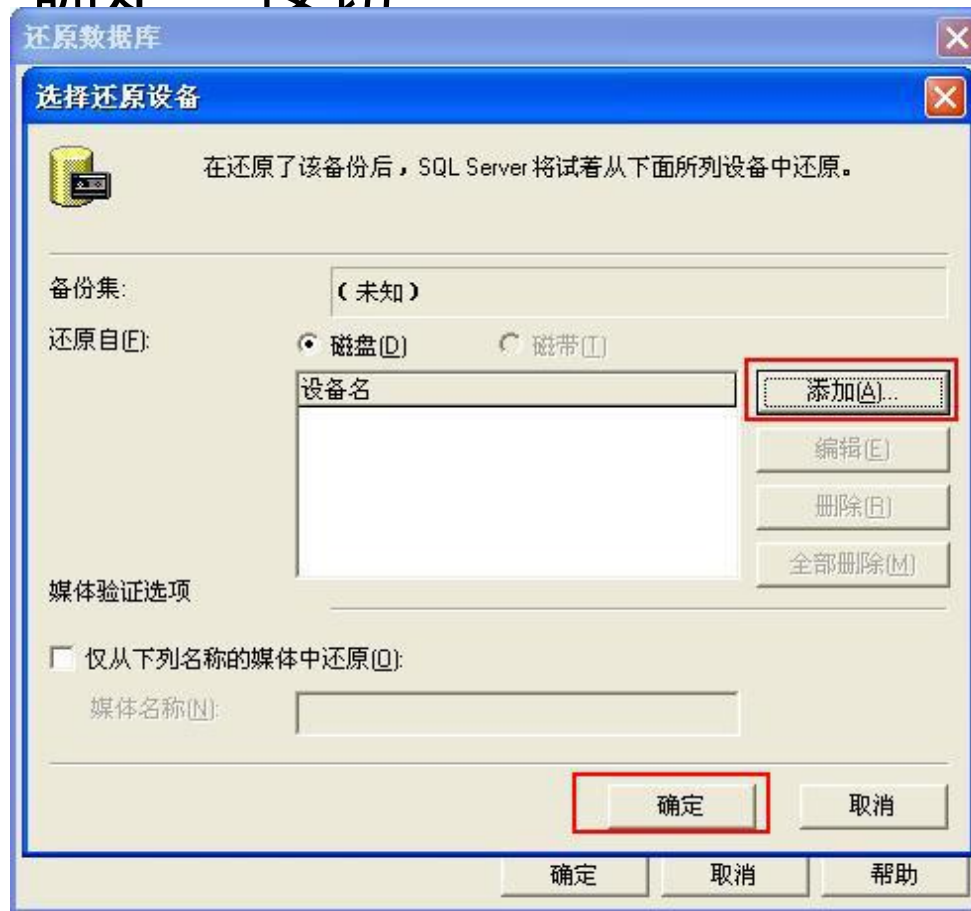 还原数据库
选择还原设备
在还原了该备份后，SQL Server 将试着从下面所列设备中还原。
备份集:
(未知)
还原自(F):
磁盘(D)
磁带(T)
设备名
添加(A)...
编辑(E)
删除(R)
全部删除(M)
媒体验证选项
仅从下列名称的媒体中还原(O):
媒体名称(N):
确定
取消
确定
取消
帮助